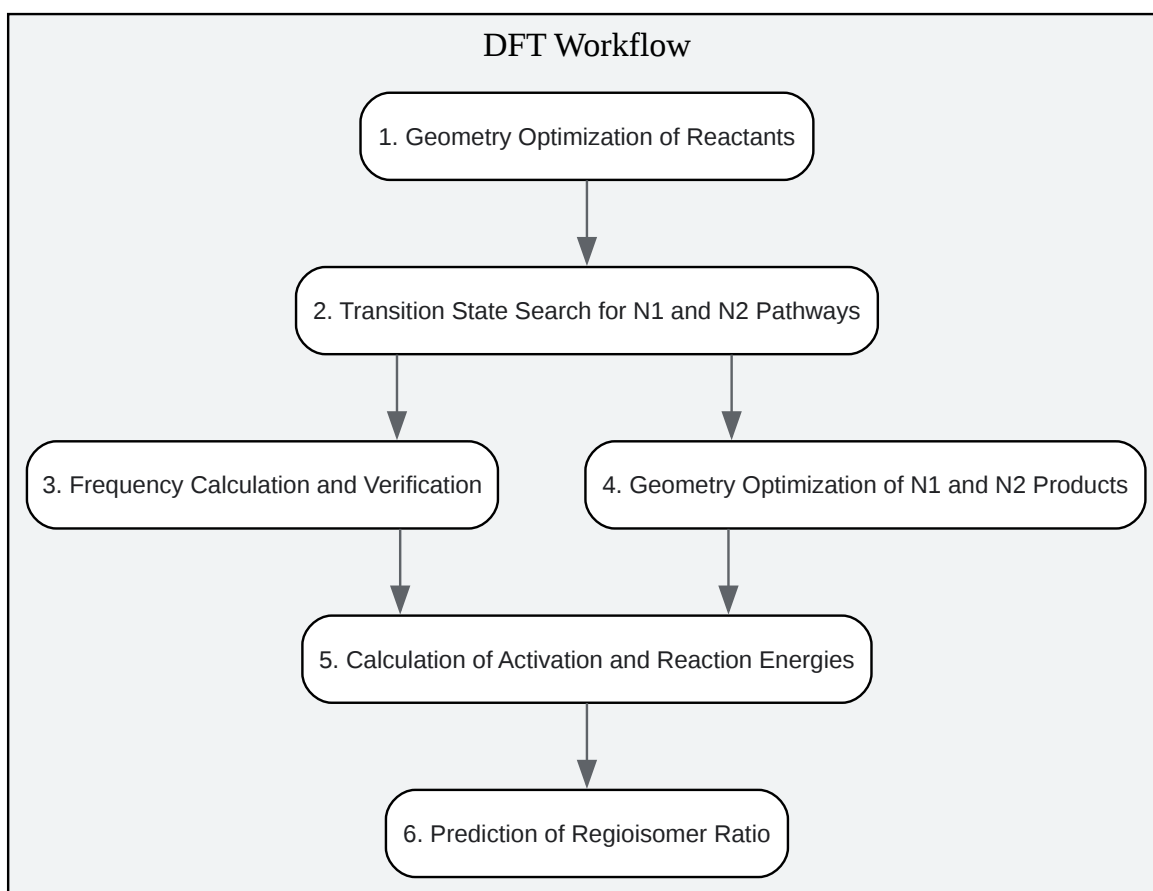 DFT Workflow
1. Geometry Optimization of Reactants
2. Transition State Search for N1 and N2 Pathways
3. Frequency Calculation and Verification
4. Geometry Optimization of N1 and N2 Products
5. Calculation of Activation and Reaction Energies
6. Prediction of Regioisomer Ratio